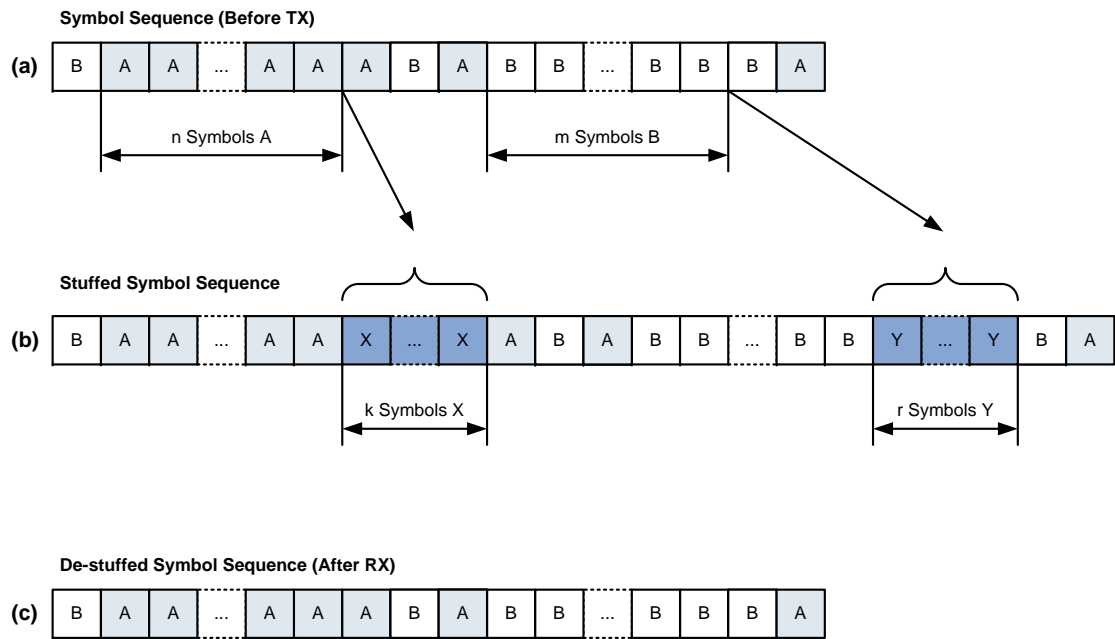 Symbol Sequence (Before TX)
(a) B A A ... A A A B A B B ... B B B A
n Symbols A m Symbols B
Stuffed Symbol Sequence
(b) B A A ... A A X ... X A B A B B ... B B Y ... Y B A
k Symbols X r Symbols Y
De-stuffed Symbol Sequence (After RX)
(c) B A A ... A A A B A B B ... B B B A